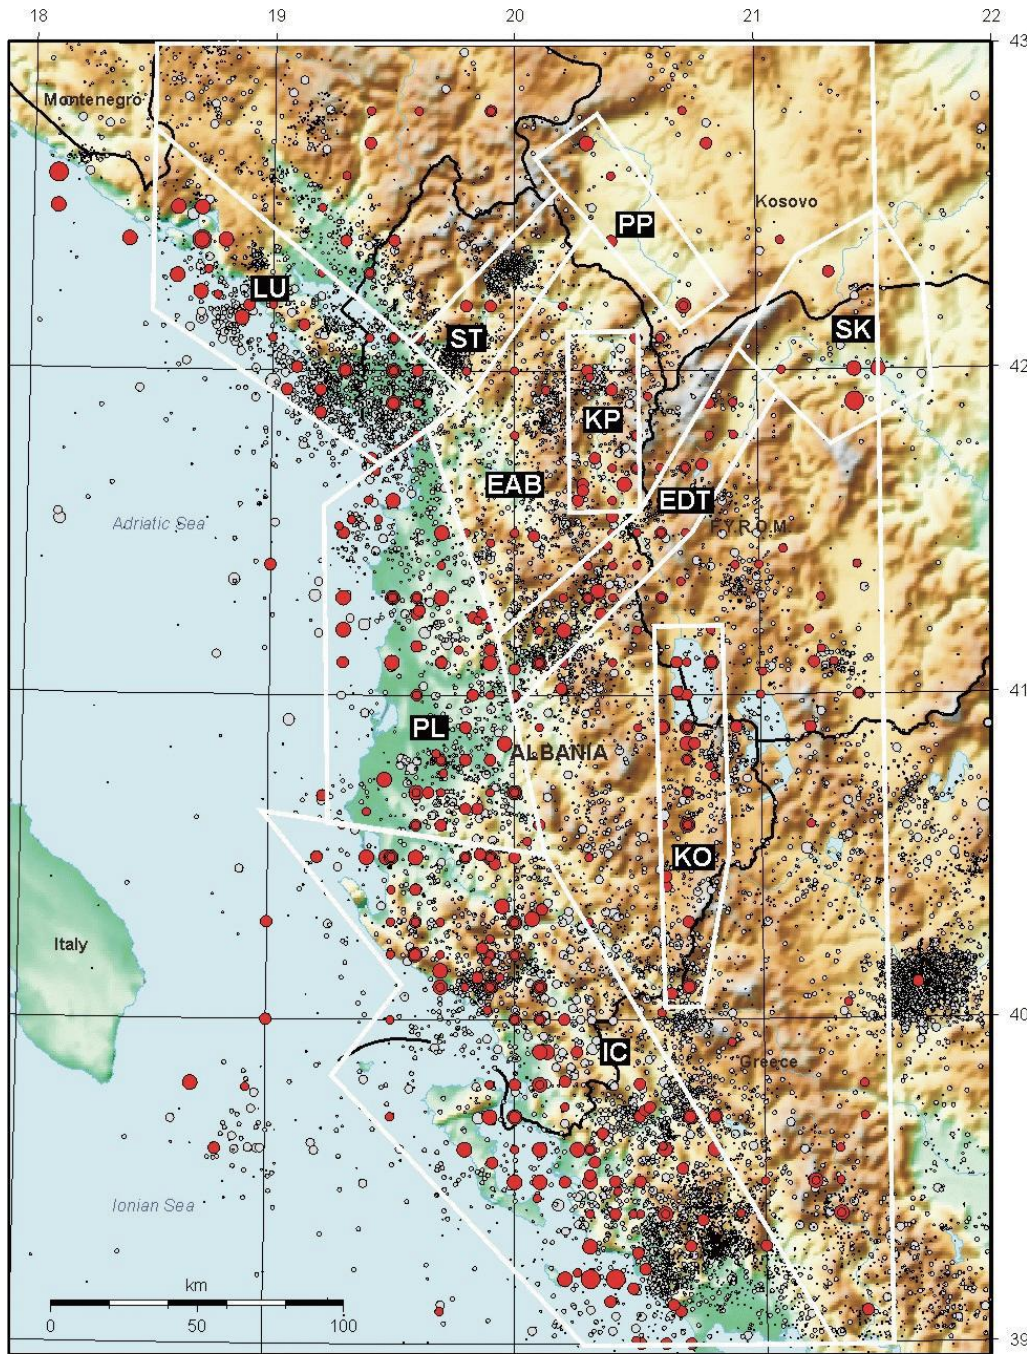 18 19 20 21 22
43
Montenegro
Kosovo
PP
LU
SK
ST
42
KP
EAB
EDT
Adriatic Sea
F.Y.R.O.M.
41
PL
ALBANIA
KO
Italy
40
IC
Greece
Ionian Sea
km
0 50 100
39